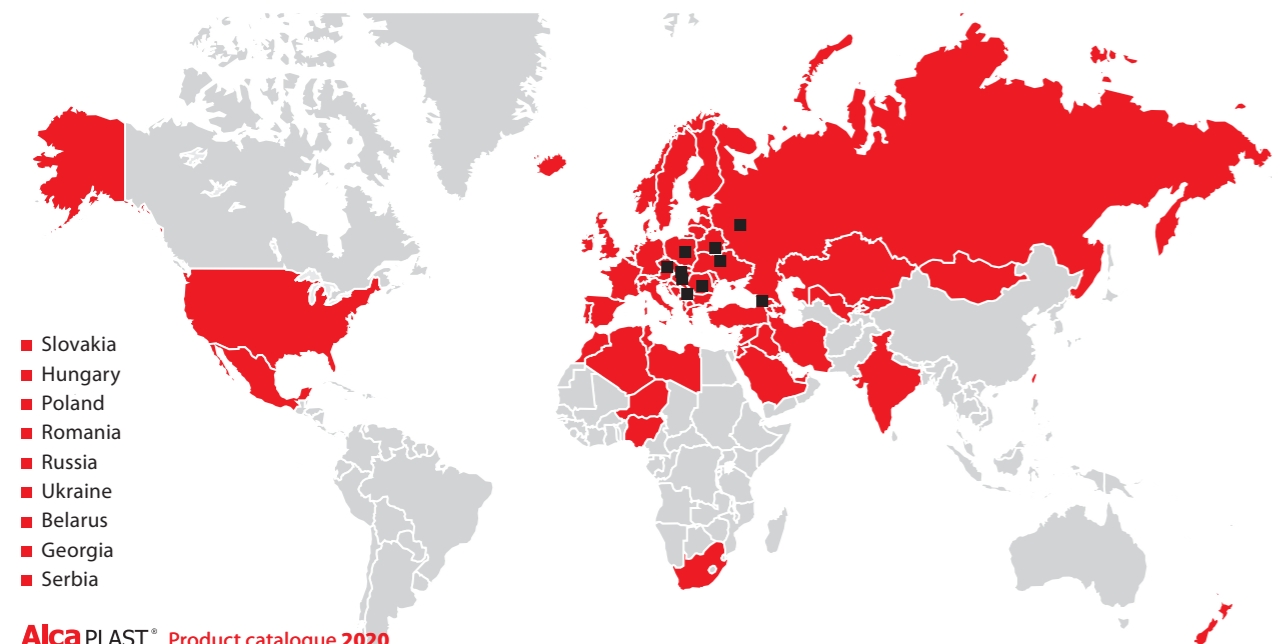 Slovakia
Hungary
Poland
Romania
Russia
Ukraine
Belarus
Georgia
Serbia
Alca PLAST® Product catalogue 2020